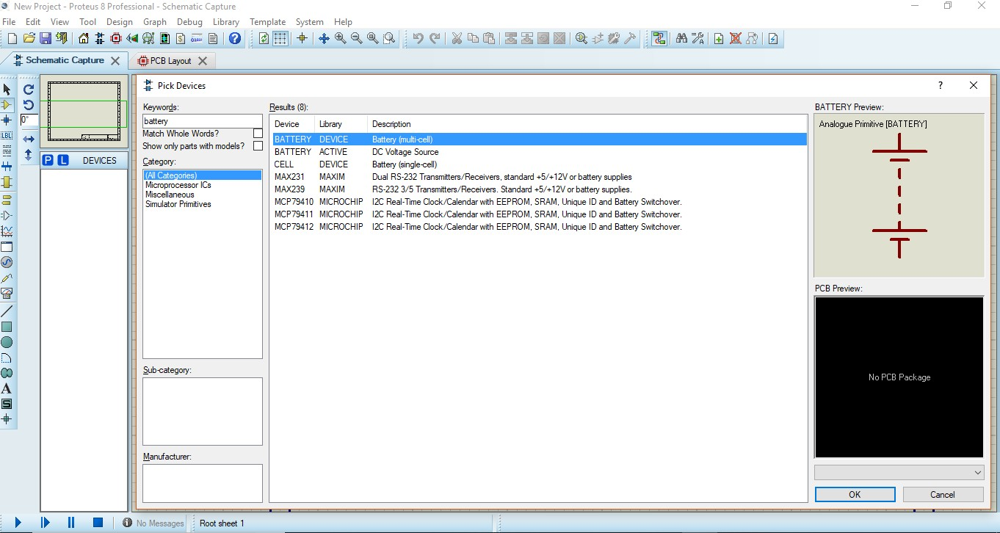 New Project - Proteus 8 Professional - Schematic Capture
File Edit View Tool Design Graph Debug Library Template System Help
Schematic Capture PCB Layout
Pick Devices
Keywords:
battery
Match Whole Words?
Show only parts with models?
Category:
(All Categories)
Microprocessor ICs
Miscellaneous
Simulator Primitives
Sub-category:
Manufacturer:
Results (8):
Device Library Description
BATTERY DEVICE Battery (multi-cell)
BATTERY ACTIVE DC Voltage Source
CELL DEVICE Battery (single-cell)
MAX231 MAXIM Dual RS-232 Transmitters/Receivers, standard +5/+12V or battery supplies
MAX239 MAXIM RS-232 3/5 Transmitters/Receivers. Standard +5/+12V or battery supplies.
MCP79410 MICROCHIP I2C Real-Time Clock/Calendar with EEPROM, SRAM, Unique ID and Battery Switchover.
MCP79411 MICROCHIP I2C Real-Time Clock/Calendar with EEPROM, SRAM, Unique ID and Battery Switchover.
MCP79412 MICROCHIP I2C Real-Time Clock/Calendar with EEPROM, SRAM, Unique ID and Battery Switchover.
BATTERY Preview:
Analogue Primitive [BATTERY]
PCB Preview:
No PCB Package
OK Cancel
0°
LBL
P L DEVICES
A
S
No Messages Root sheet 1